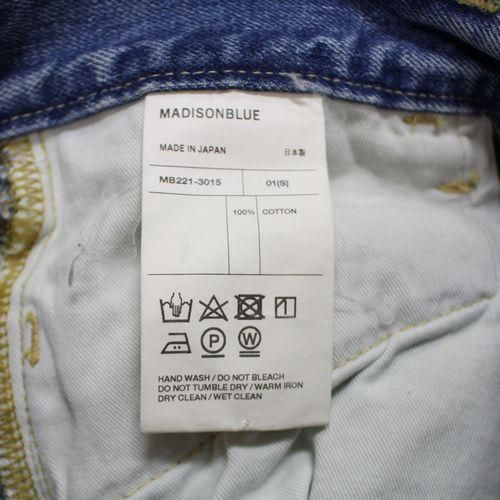 MADISONBLUE
MADE IN JAPAN 日本製
MB221-3015 01(S)
100% COTTON
P W
HAND WASH / DO NOT BLEACH
DO NOT TUMBLE DRY / WARM IRON
DRY CLEAN / WET CLEAN